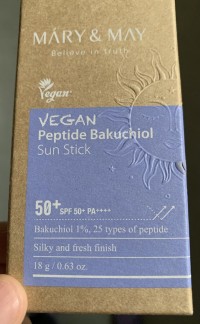 MARY & MAY
Believe in Truth
Vegan
VEGAN
Peptide Bakuchiol
Sun Stick
50+ SPF 50+ PA++++
Bakuchiol 1%, 25 types of peptide
Silky and fresh finish
18 g / 0.63 oz.